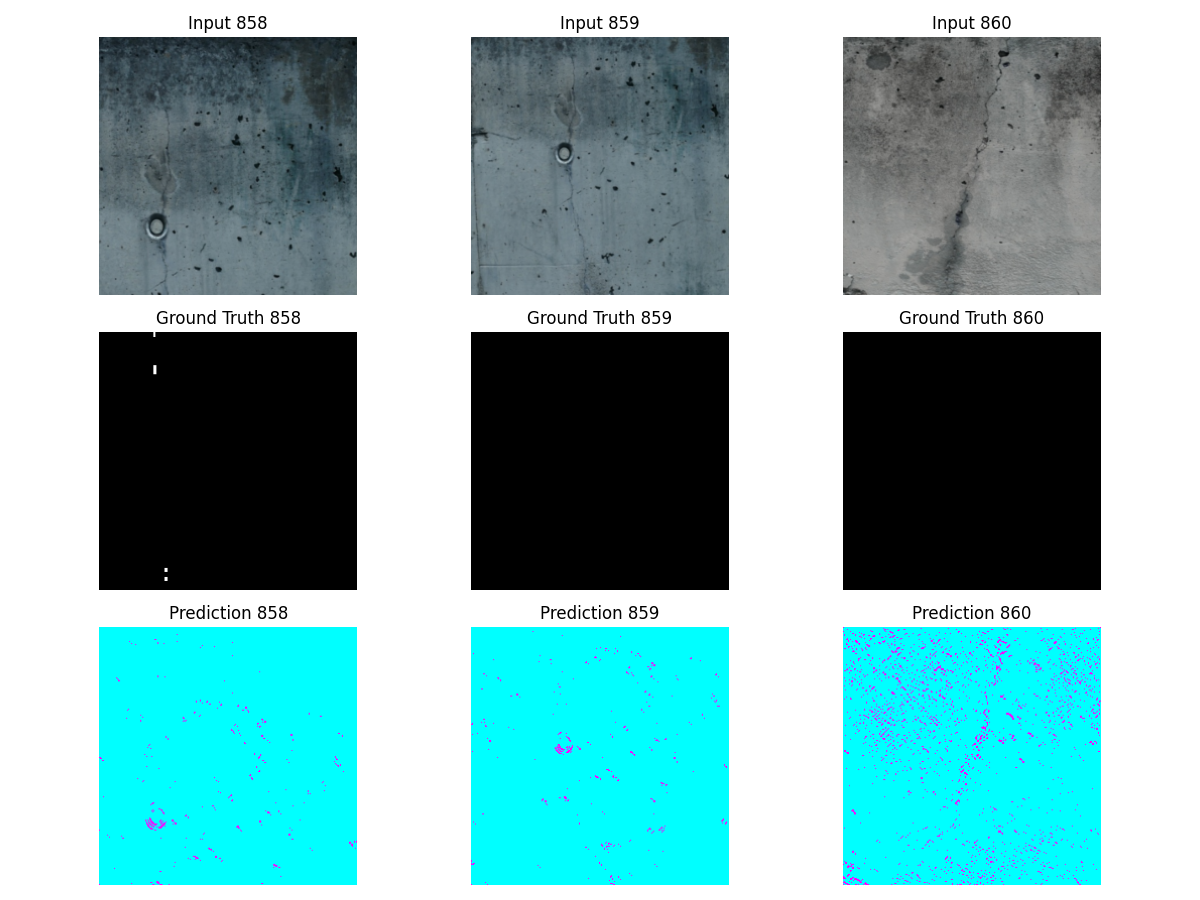 Input 858
Input 859
Input 860
Ground Truth 858
Ground Truth 859
Ground Truth 860
Prediction 858
Prediction 859
Prediction 860